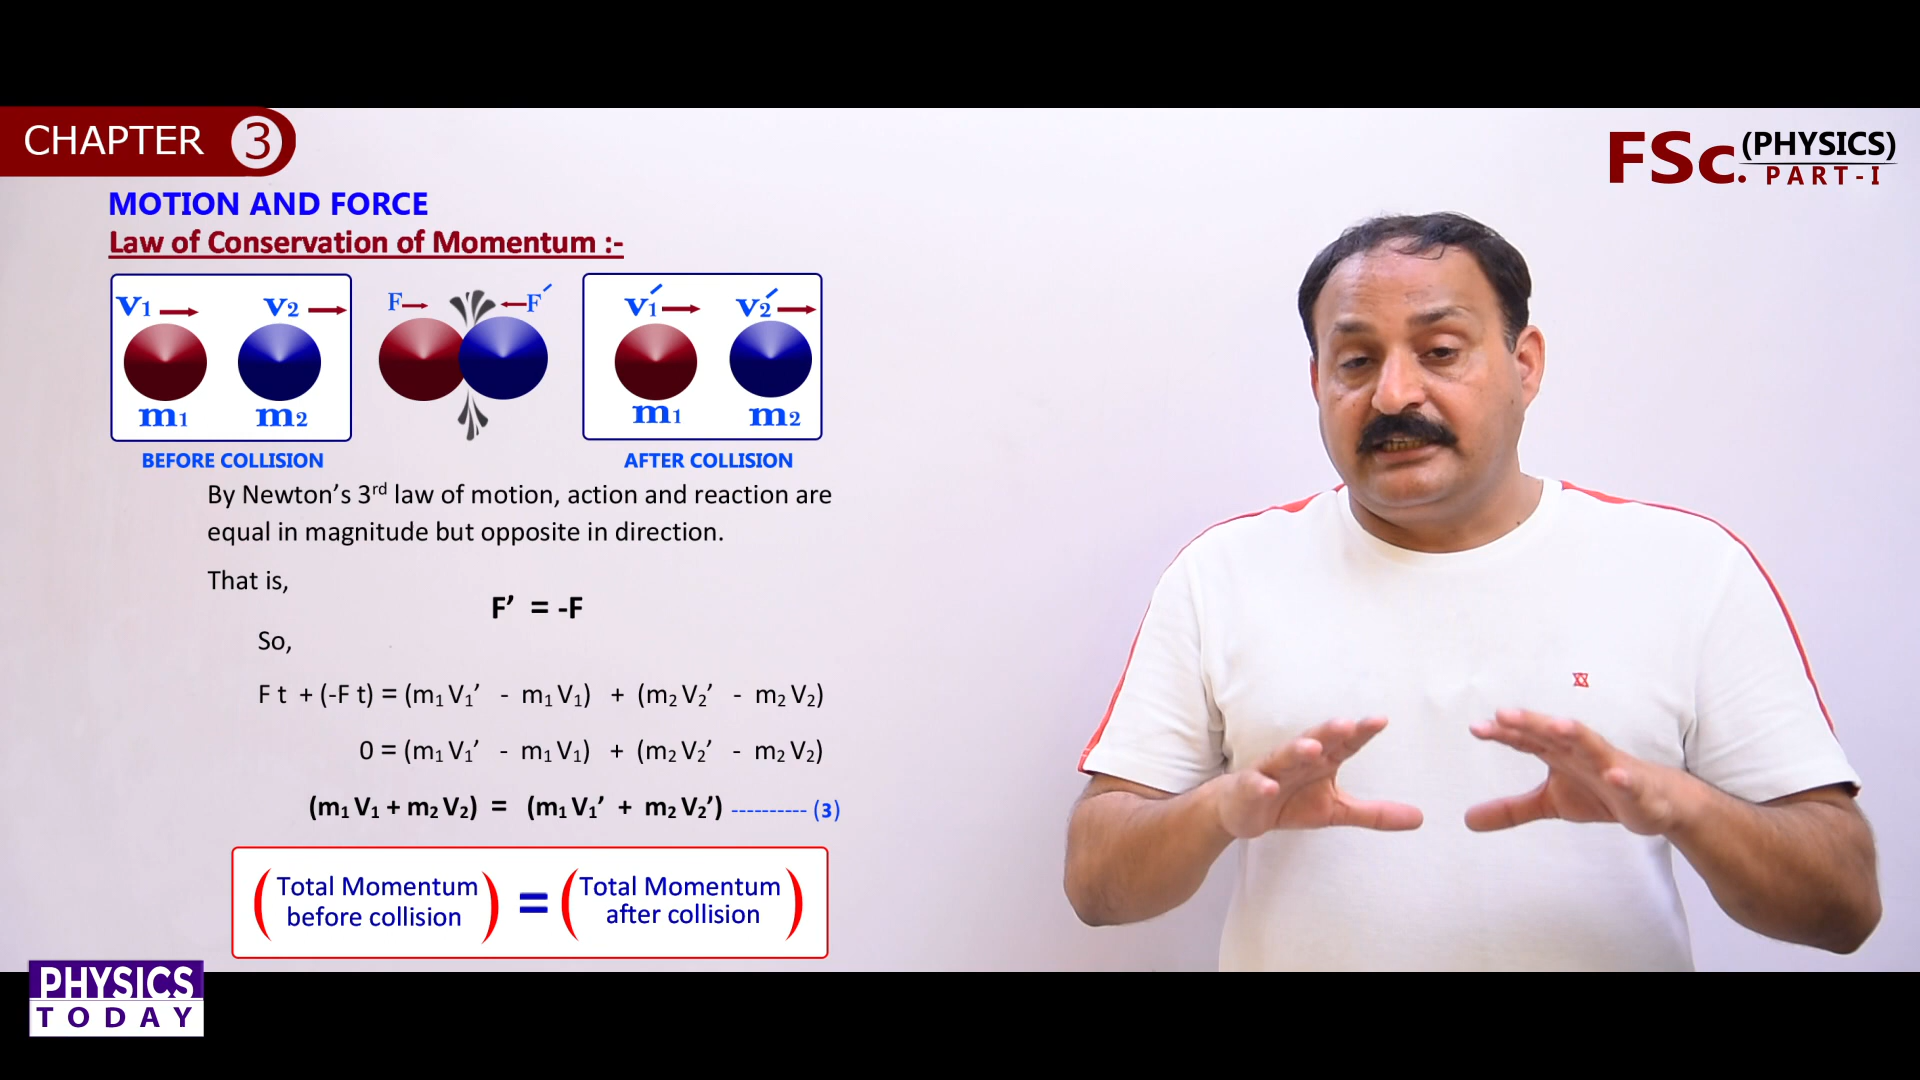 CHAPTER 3
FSc. (PHYSICS)
PART-I
MOTION AND FORCE
Law of Conservation of Momentum :-
v1 v2 F F´ v1´ v2´
m1 m2 m1 m2
BEFORE COLLISION AFTER COLLISION
By Newton’s 3rd law of motion, action and reaction are
equal in magnitude but opposite in direction.
That is,
F’ = -F
So,
F t + (-F t) = (m1 V1’ - m1 V1) + (m2 V2’ - m2 V2)
0 = (m1 V1’ - m1 V1) + (m2 V2’ - m2 V2)
(m1 V1 + m2 V2) = (m1 V1’ + m2 V2’) ---------- (3)
(Total Momentum before collision) = (Total Momentum after collision)
PHYSICS
TODAY